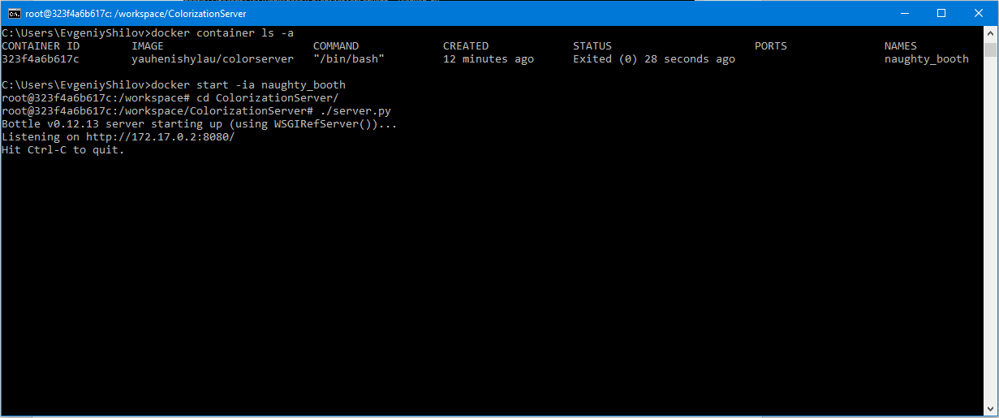 root@323f4a6b617c: /workspace/ColorizationServer
C:\Users\EvgeniyShilov>docker container ls -a
CONTAINER ID        IMAGE                       COMMAND             CREATED             STATUS                      PORTS               NAMES
323f4a6b617c        yauhenishylau/colorserver   "/bin/bash"         12 minutes ago      Exited (0) 28 seconds ago                       naughty_booth
C:\Users\EvgeniyShilov>docker start -ia naughty_booth
root@323f4a6b617c:/workspace# cd ColorizationServer/
root@323f4a6b617c:/workspace/ColorizationServer# ./server.py
Bottle v0.12.13 server starting up (using WSGIRefServer())...
Listening on http://172.17.0.2:8080/
Hit Ctrl-C to quit.